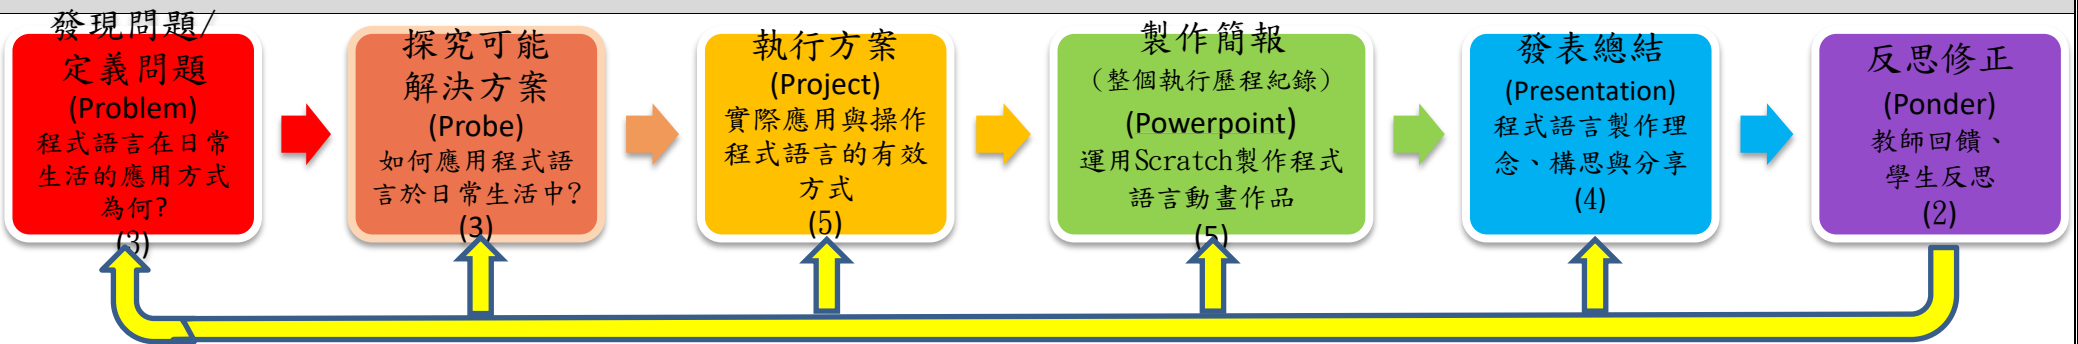 發現問題/
定義問題
(Problem)
程式語言在日常
生活的應用方式
為何?
(3)
探究可能
解決方案
(Probe)
如何應用程式語
言於日常生活中?
(3)
執行方案
(Project)
實際應用與操作
程式語言的有效
方式
(5)
製作簡報
(整個執行歷程紀錄)
(Powerpoint)
運用Scratch製作程式
語言動畫作品
(5)
發表總結
(Presentation)
程式語言製作理
念、構思與分享
(4)
反思修正
(Ponder)
教師回饋、
學生反思
(2)